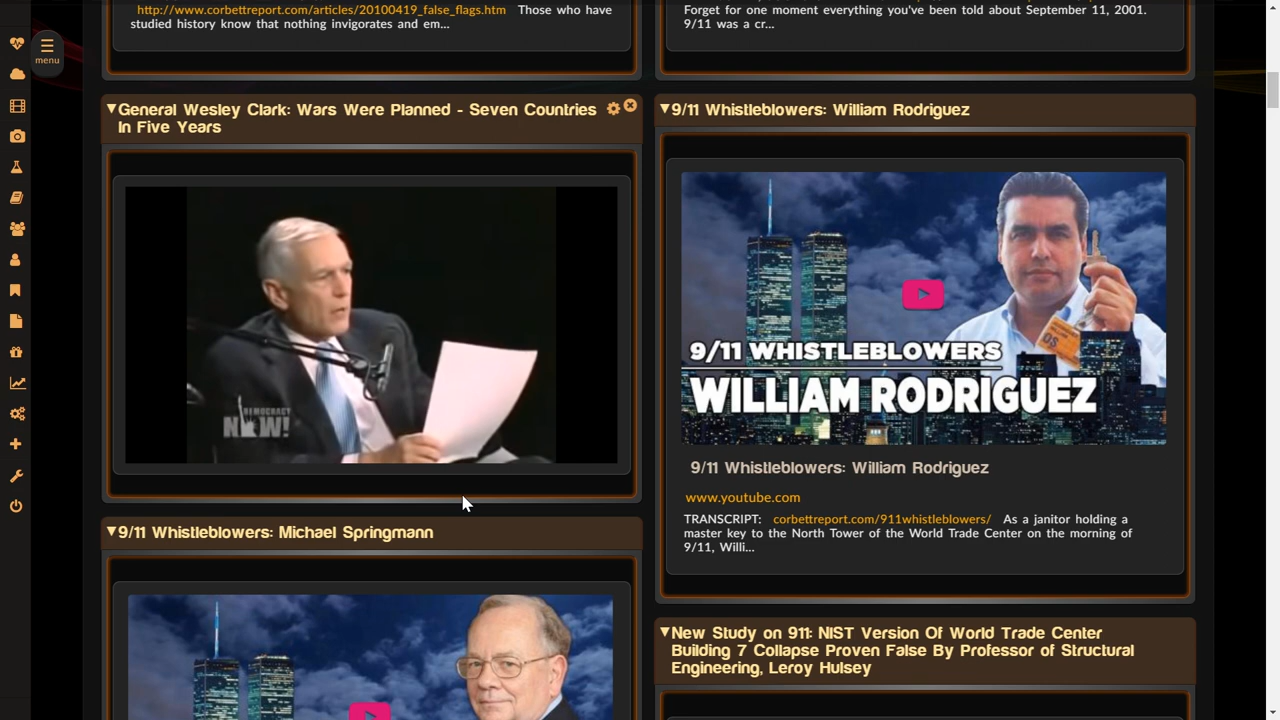 http://www.corbettreport.com/articles/20100419_false_flags.htm Those who have
studied history know that nothing invigorates and em...
Forget for one moment everything you've been told about September 11, 2001.
9/11 was a cr...
menu
General Wesley Clark: Wars Were Planned - Seven Countries
In Five Years
DEMOCRACY
NOW!
9/11 Whistleblowers: William Rodriguez
9/11 WHISTLEBLOWERS
WILLIAM RODRIGUEZ
9/11 Whistleblowers: William Rodriguez
www.youtube.com
TRANSCRIPT: corbettreport.com/911whistleblowers/ As a janitor holding a
master key to the North Tower of the World Trade Center on the morning of
9/11, Willi...
9/11 Whistleblowers: Michael Springmann
New Study on 911: NIST Version Of World Trade Center
Building 7 Collapse Proven False By Professor of Structural
Engineering, Leroy Hulsey